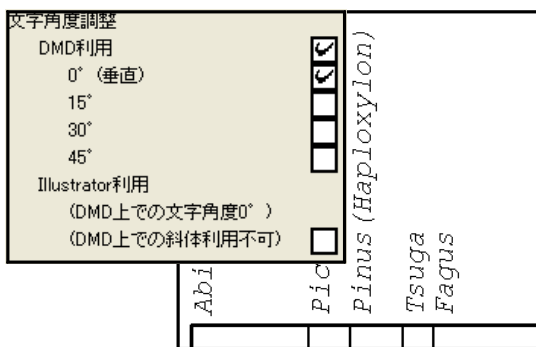 文字角度調整
DMD利用
0°（垂直）
15°
30°
45°
Illustrator利用
（DMD上での文字角度0°）
（DMD上での斜体利用不可）
Abi
Pic
Pinus (Haploxylon)
Tsuga
Fagus